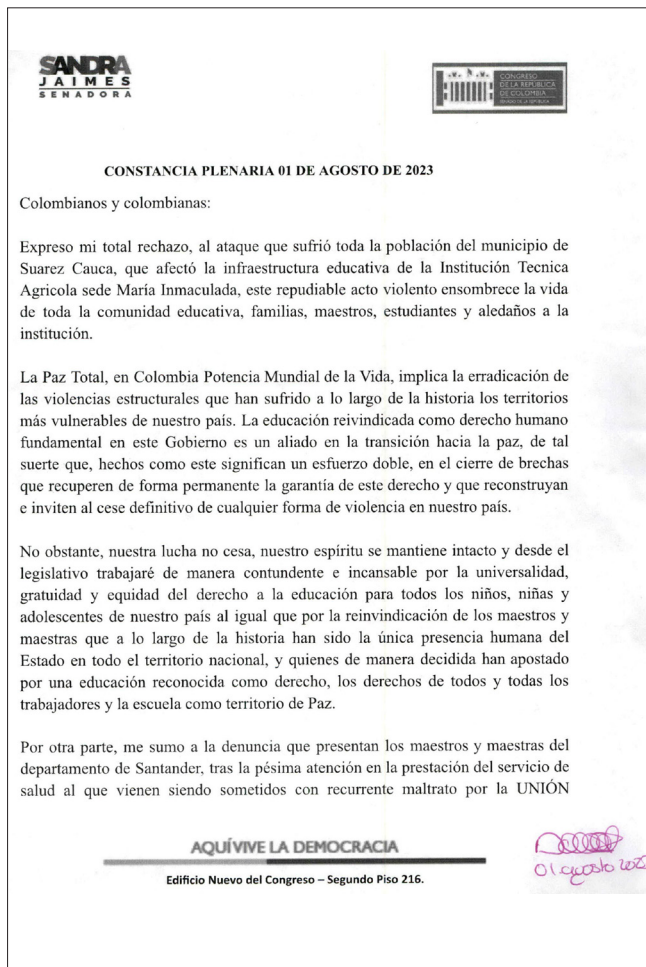 SANDRA
JAIMES
SENADORA
CONGRESO
DE LA REPÚBLICA
DE COLOMBIA
CONSTANCIA PLENARIA 01 DE AGOSTO DE 2023
Colombianos y colombianas:
Expreso mi total rechazo, al ataque que sufrió toda la población del municipio de
Suarez Cauca, que afectó la infraestructura educativa de la Institución Tecnica
Agricola sede María Inmaculada, este repudiable acto violento ensombrece la vida
de toda la comunidad educativa, familias, maestros, estudiantes y aledaños a la
institución.
La Paz Total, en Colombia Potencia Mundial de la Vida, implica la erradicación de
las violencias estructurales que han sufrido a lo largo de la historia los territorios
más vulnerables de nuestro país. La educación reivindicada como derecho humano
fundamental en este Gobierno es un aliado en la transición hacia la paz, de tal
suerte que, hechos como este significan un esfuerzo doble, en el cierre de brechas
que recuperen de forma permanente la garantía de este derecho y que reconstruyan
e inviten al cese definitivo de cualquier forma de violencia en nuestro país.
No obstante, nuestra lucha no cesa, nuestro espíritu se mantiene intacto y desde el
legislativo trabajaré de manera contundente e incansable por la universalidad,
gratuidad y equidad del derecho a la educación para todos los niños, niñas y
adolescentes de nuestro país al igual que por la reinvindicación de los maestros y
maestras que a lo largo de la historia han sido la única presencia humana del
Estado en todo el territorio nacional, y quienes de manera decidida han apostado
por una educación reconocida como derecho, los derechos de todos y todas los
trabajadores y la escuela como territorio de Paz.
Por otra parte, me sumo a la denuncia que presentan los maestros y maestras del
departamento de Santander, tras la pésima atención en la prestación del servicio de
salud al que vienen siendo sometidos con recurrente maltrato por la UNIÓN
AQUÍ VIVE LA DEMOCRACIA
Edificio Nuevo del Congreso – Segundo Piso 216.
01 agosto